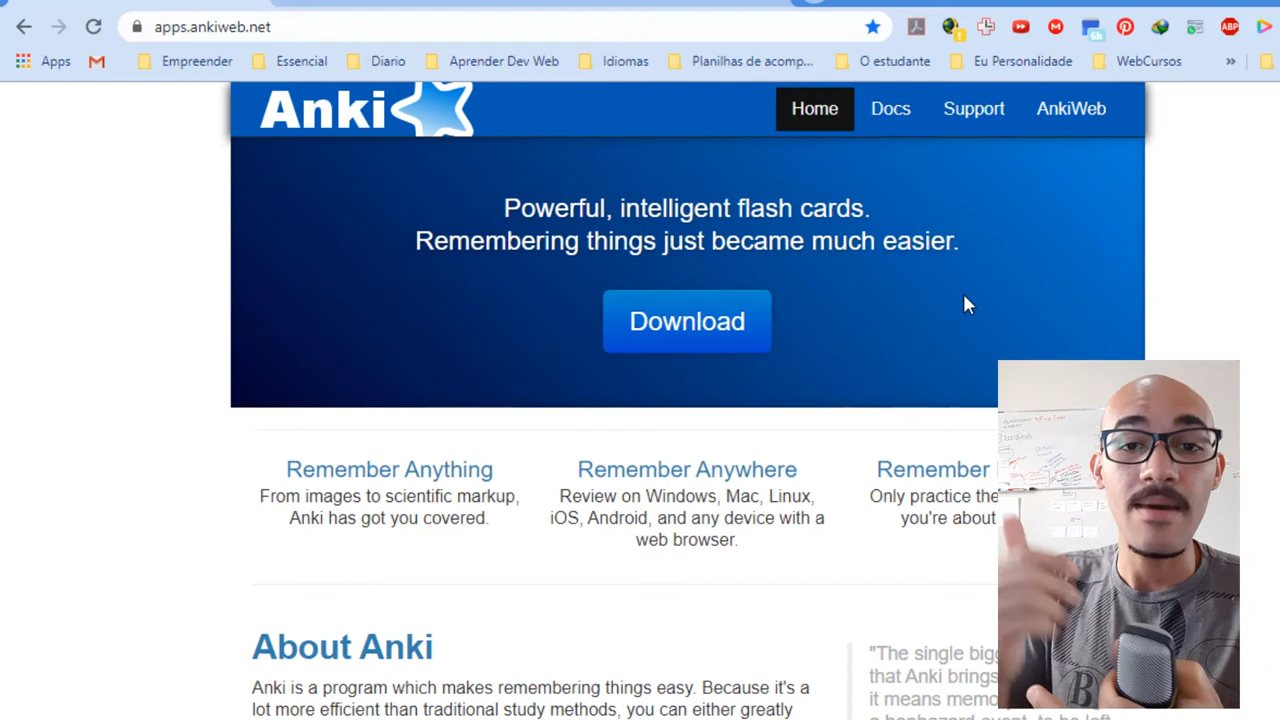 apps.ankiweb.net
Apps Empreender Essencial Diario Aprender Dev Web Idiomas Planilhas de acomp... O estudante Eu Personalidade WebCursos »
Anki Home Docs Support AnkiWeb
Powerful, intelligent flash cards.
Remembering things just became much easier.
Download
Remember Anything
From images to scientific markup,
Anki has got you covered.
Remember Anywhere
Review on Windows, Mac, Linux,
iOS, Android, and any device with a
web browser.
Remember
Only practice the
you're about
About Anki
Anki is a program which makes remembering things easy. Because it's a
lot more efficient than traditional study methods, you can either greatly
"The single
that Anki brings
it means
ABP
B